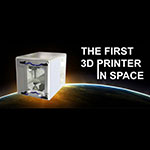 THE FIRST
3D PRINTER
IN SPACE